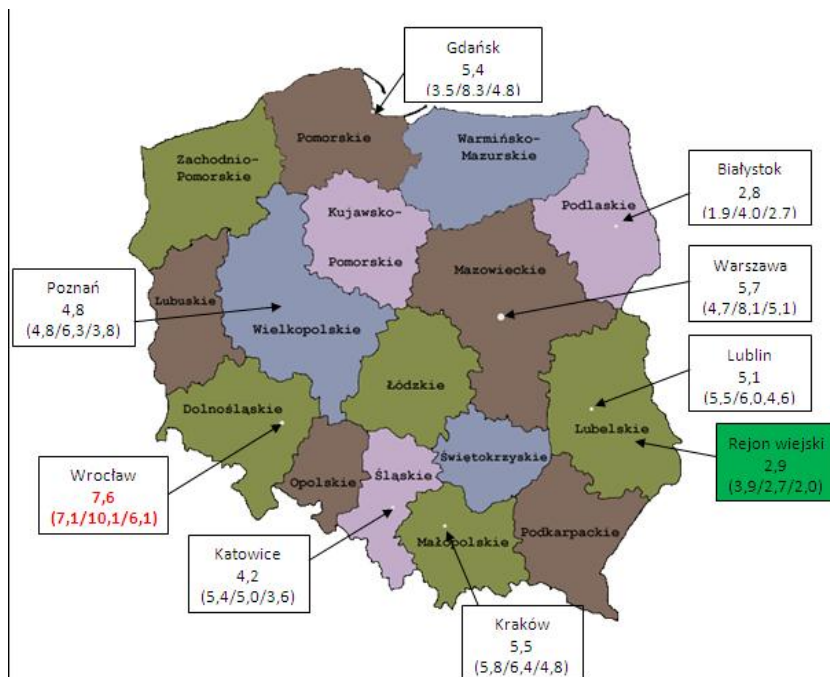 Gdańsk
5,4
(3.5/8.3/4.8)
Pomorskie
Warmińsko-
Mazurskie
Zachodnio-
Pomorskie
Białystok
2,8
(1.9/4.0/2.7)
Podlaskie
Kujawsko-
Pomorskie
Mazowieckie
Warszawa
5,7
(4,7/8,1/5,1)
Poznań
4,8
(4,8/6,3/3,8)
Lubuskie
Wielkopolskie
Lublin
5,1
(5,5/6,0,4,6)
Łódzkie
Dolnośląskie
Lubelskie
Rejon wiejski
2,9
(3,9/2,7/2,0)
Wrocław
7,6
(7,1/10,1/6,1)
Opolskie
Śląskie
Świętokrzyskie
Podkarpackie
Małopolskie
Katowice
4,2
(5,4/5,0/3,6)
Kraków
5,5
(5,8/6,4/4,8)